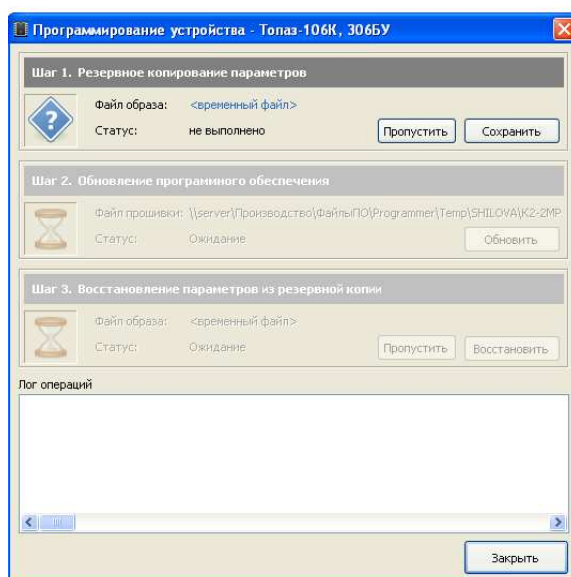 Программирование устройства - Топаз-106К, 306БУ
Шаг 1. Резервное копирование параметров
Файл образа: <временный файл>
Статус: не выполнено Пропустить Сохранить
Шаг 2. Обновление программного обеспечения
Файл прошивки: \\server\Производство\ФайлыПО\Programmer\Temp\SHILOVA\K2-2MP
Статус: Ожидание Обновить
Шаг 3. Восстановление параметров из резервной копии
Файл образа: <временный файл>
Статус: Ожидание Пропустить Восстановить
Лог операций
Закрыть